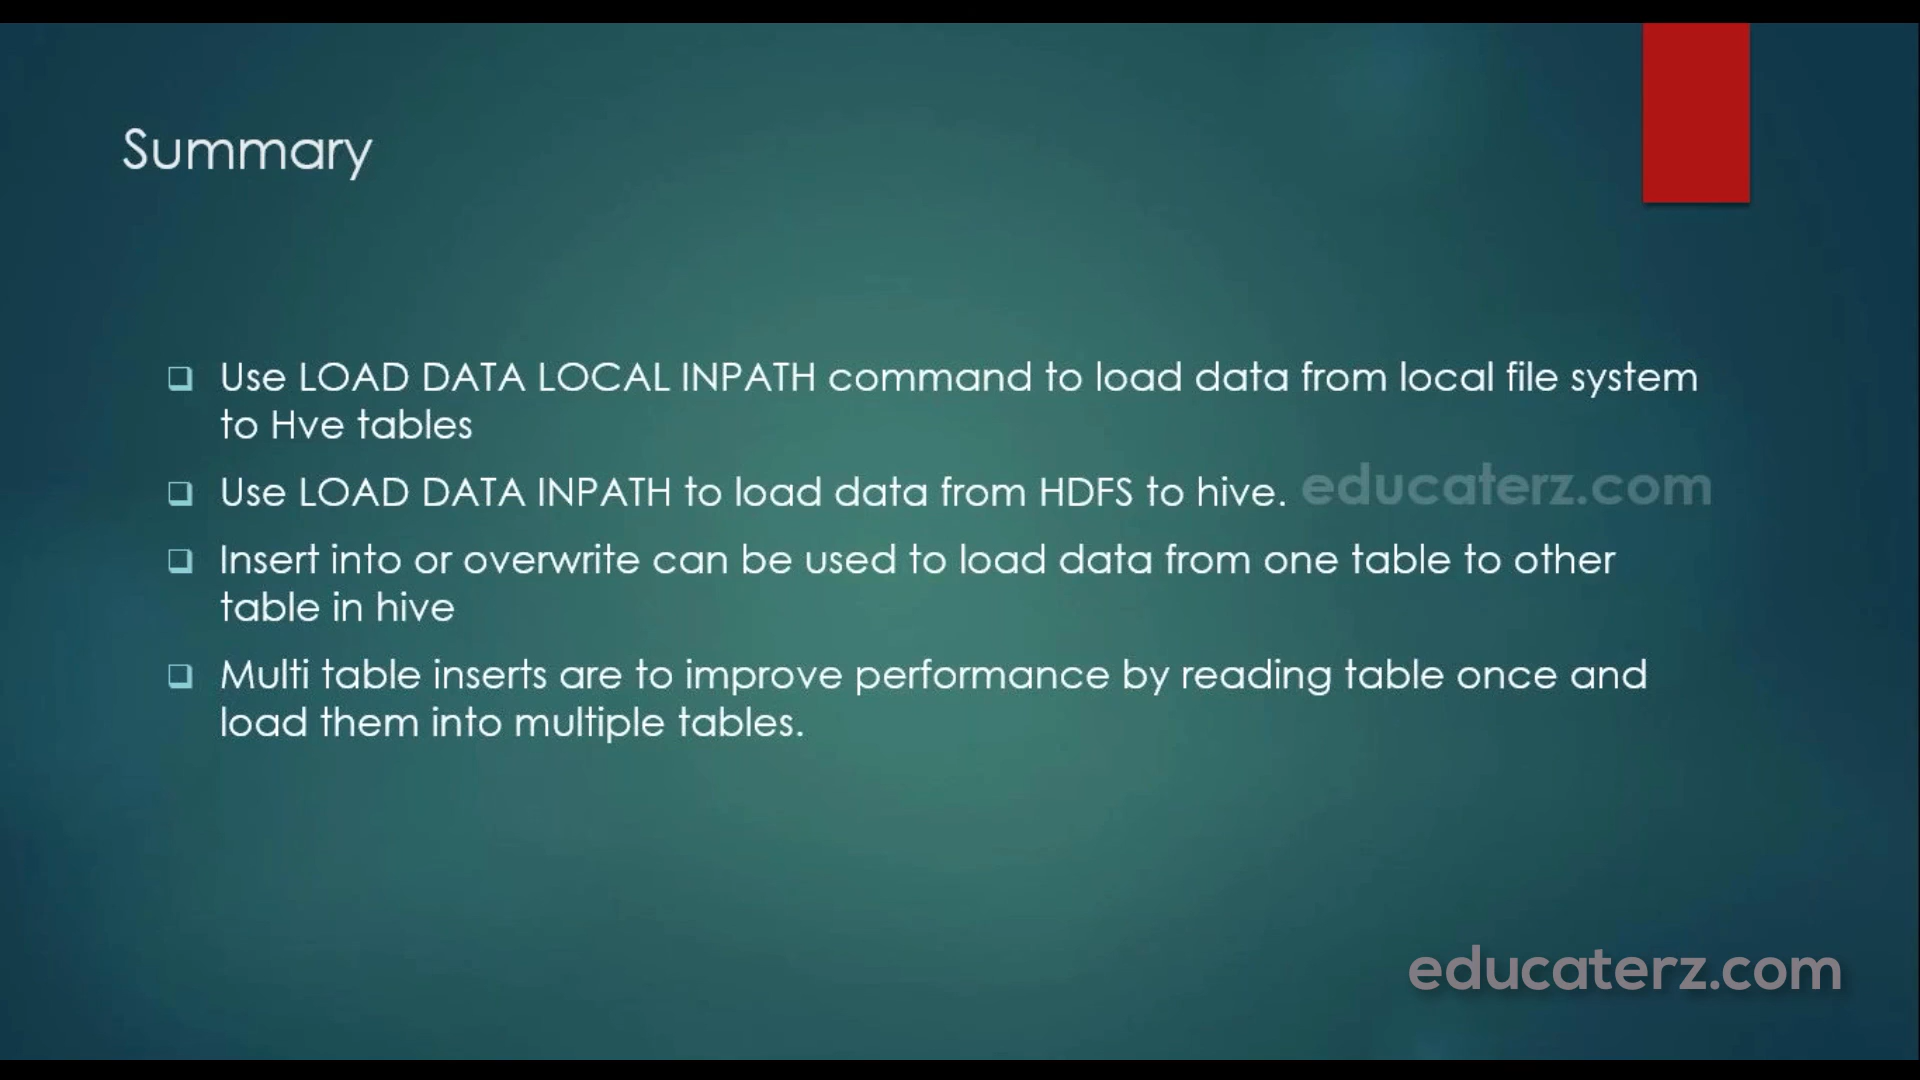 Summary
❑ Use LOAD DATA LOCAL INPATH command to load data from local file system
to Hve tables
❑ Use LOAD DATA INPATH to load data from HDFS to hive. educaterz.com
❑ Insert into or overwrite can be used to load data from one table to other
table in hive
❑ Multi table inserts are to improve performance by reading table once and
load them into multiple tables.
educaterz.com